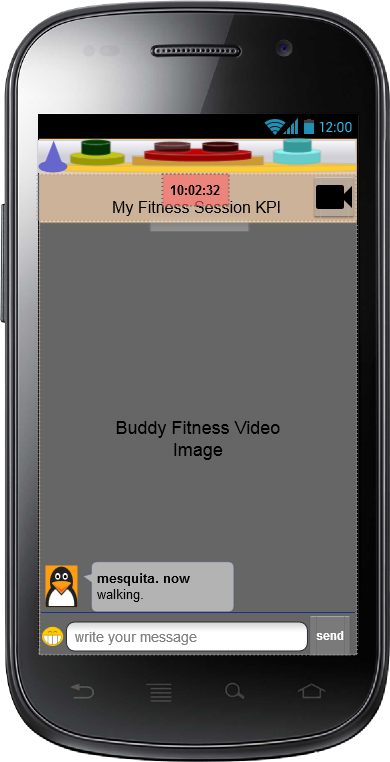 12:00
10:02:32
My Fitness Session KPI
Buddy Fitness Video
Image
mesquita. now
walking.
write your message
send